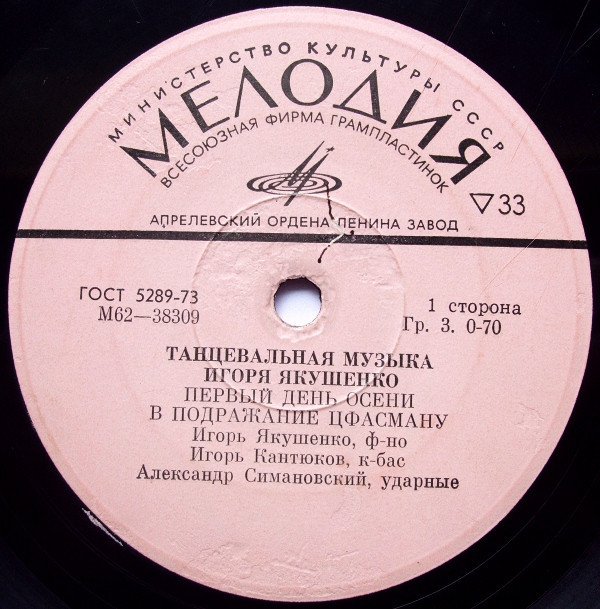 МИНИСТЕРСТВО КУЛЬТУРЫ СССР
МЕЛОДИЯ
ВСЕСОЮЗНАЯ ФИРМА ГРАМПЛАСТИНОК
33
АПРЕЛЕВСКИЙ ОРДЕНА ЛЕНИНА ЗАВОД
ГОСТ 5289-73
М62—38309
1 сторона
Гр. 3. 0-70
ТАНЦЕВАЛЬНАЯ МУЗЫКА
ИГОРЯ ЯКУШЕНКО
ПЕРВЫЙ ДЕНЬ ОСЕНИ
В ПОДРАЖАНИЕ ЦФАСМАНУ
Игорь Якушенко, ф-но
Игорь Кантюков, к-бас
Александр Симановский, ударные